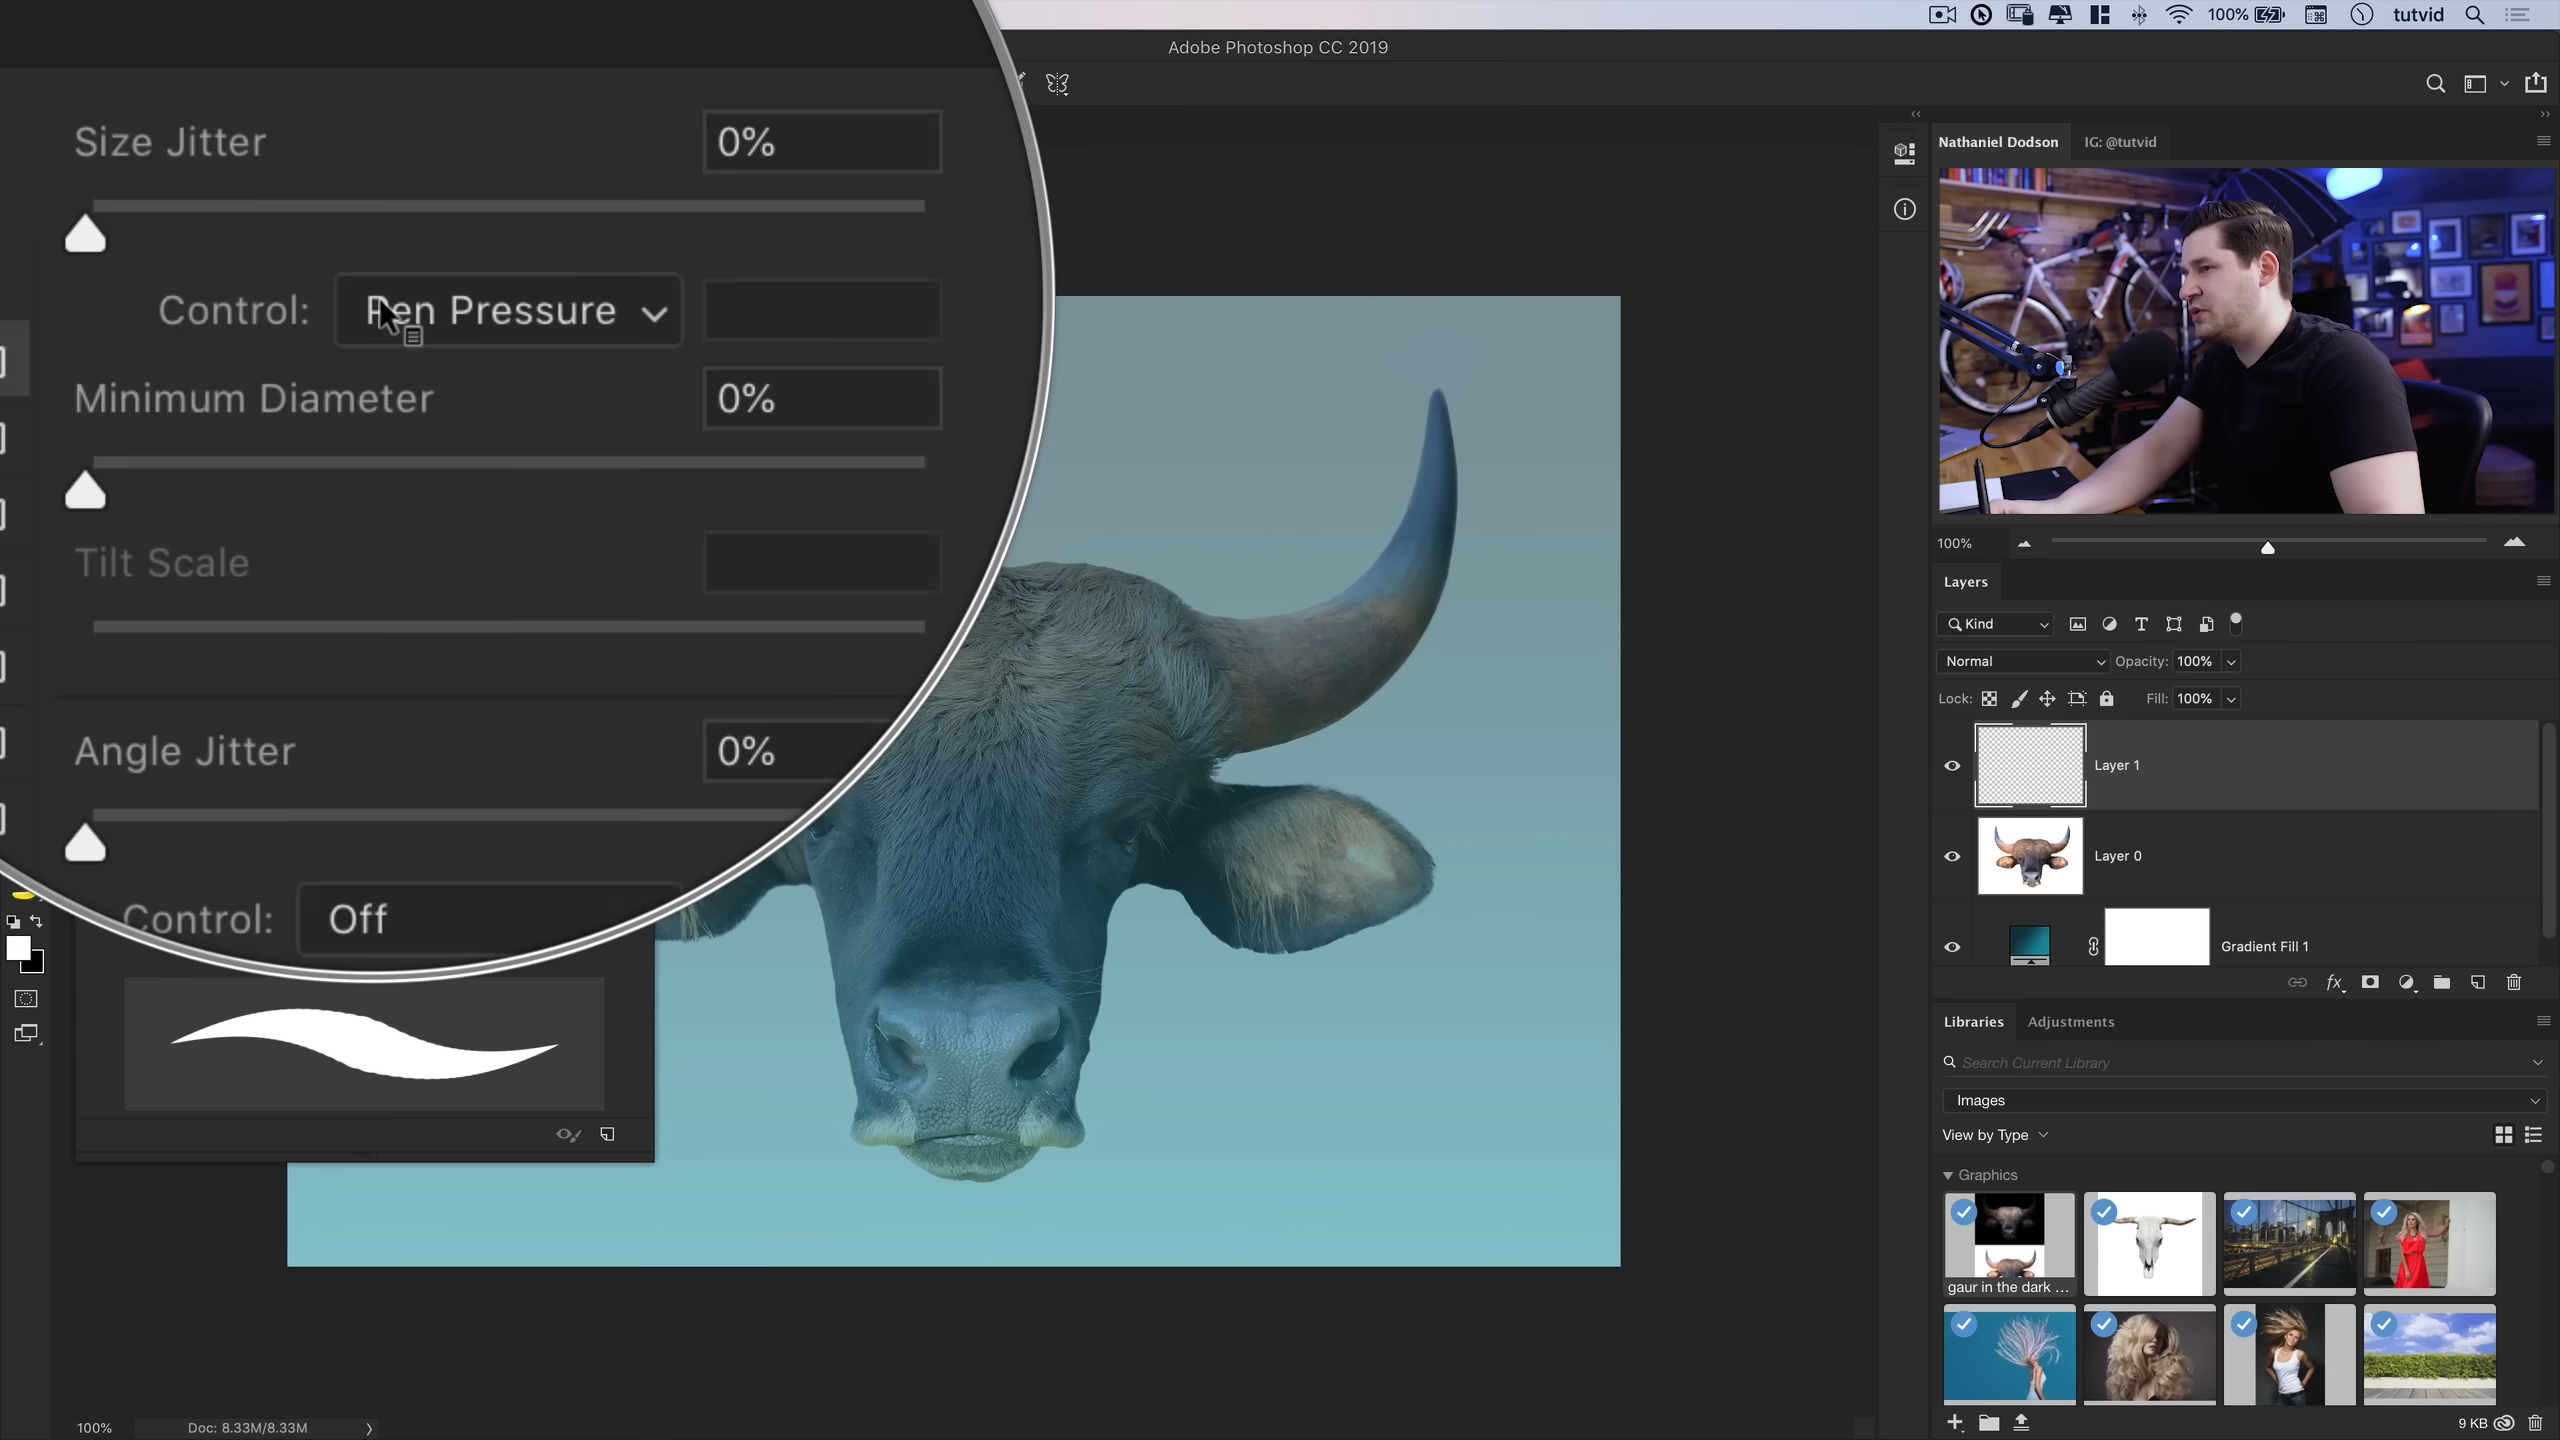 100%
tutvid
Adobe Photoshop CC 2019
Size Jitter 0%
Control: Pen Pressure
Minimum Diameter 0%
Tilt Scale
Angle Jitter 0%
Control: Off
Nathaniel Dodson IG: @tutvid
100%
Layers
Kind
Normal Opacity: 100%
Lock: Fill: 100%
Layer 1
Layer 0
Gradient Fill 1
fx
Libraries Adjustments
Search Current Library
Images
View by Type
Graphics
gaur in the dark ...
9 KB
100% Doc: 8.33M/8.33M